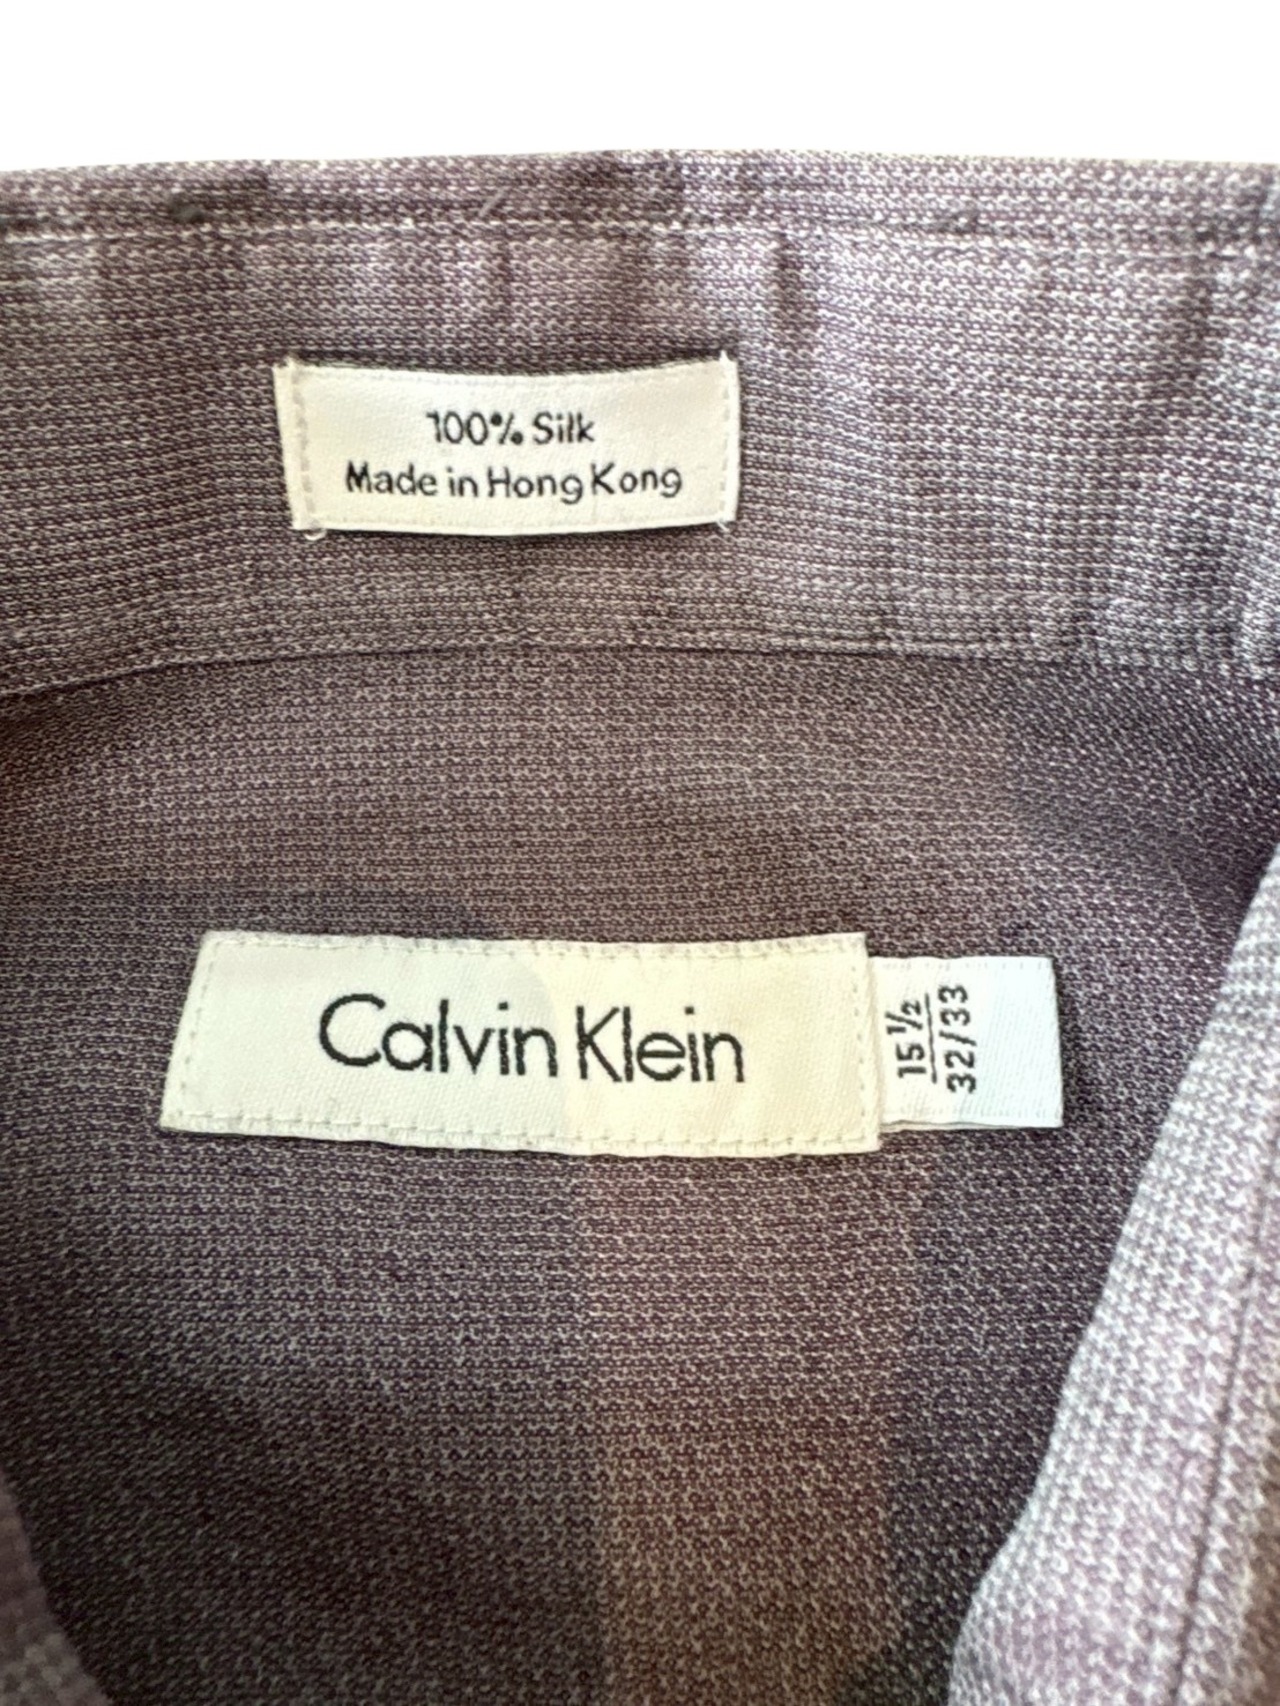 100% Silk
Made in Hong Kong
Calvin Klein
15 ½
32/33